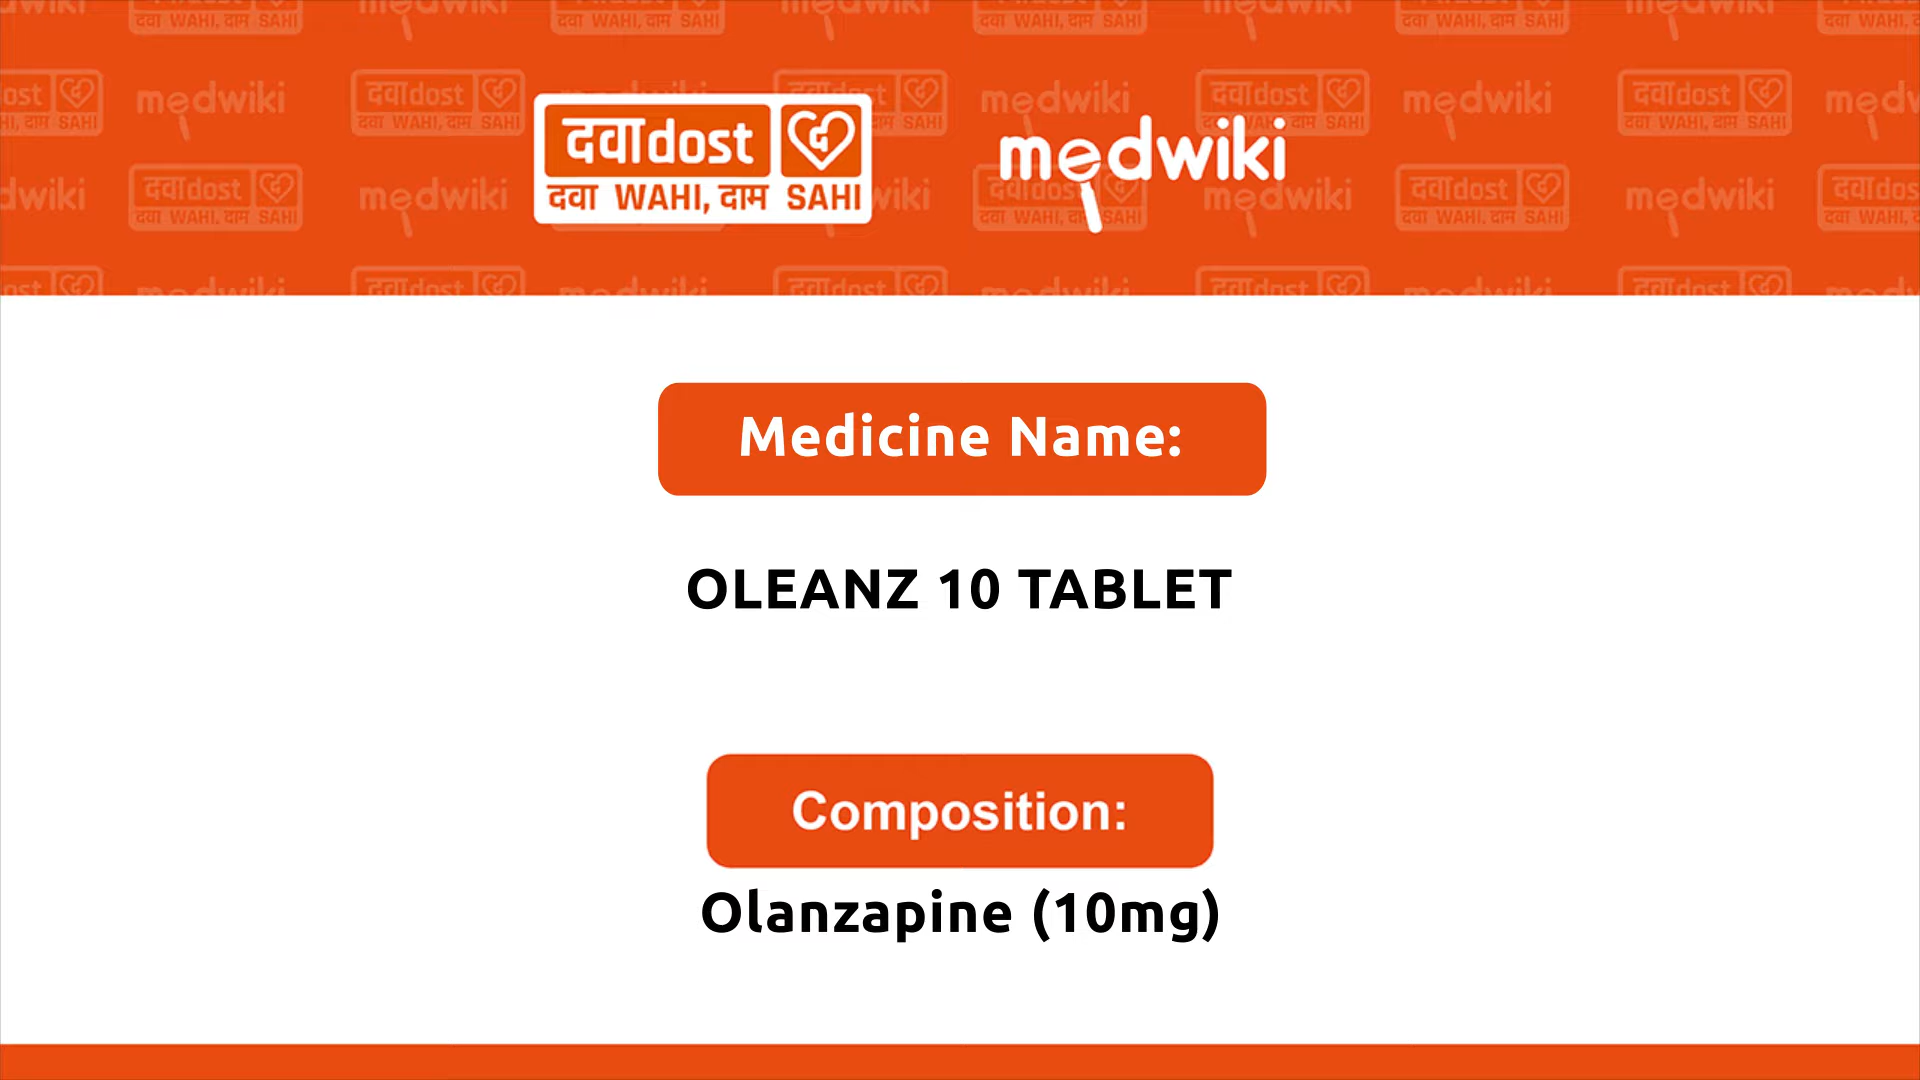 दवाdost
दवा WAHI, दाम SAHI
medwiki
Medicine Name:
OLEANZ 10 TABLET
Composition:
Olanzapine (10mg)